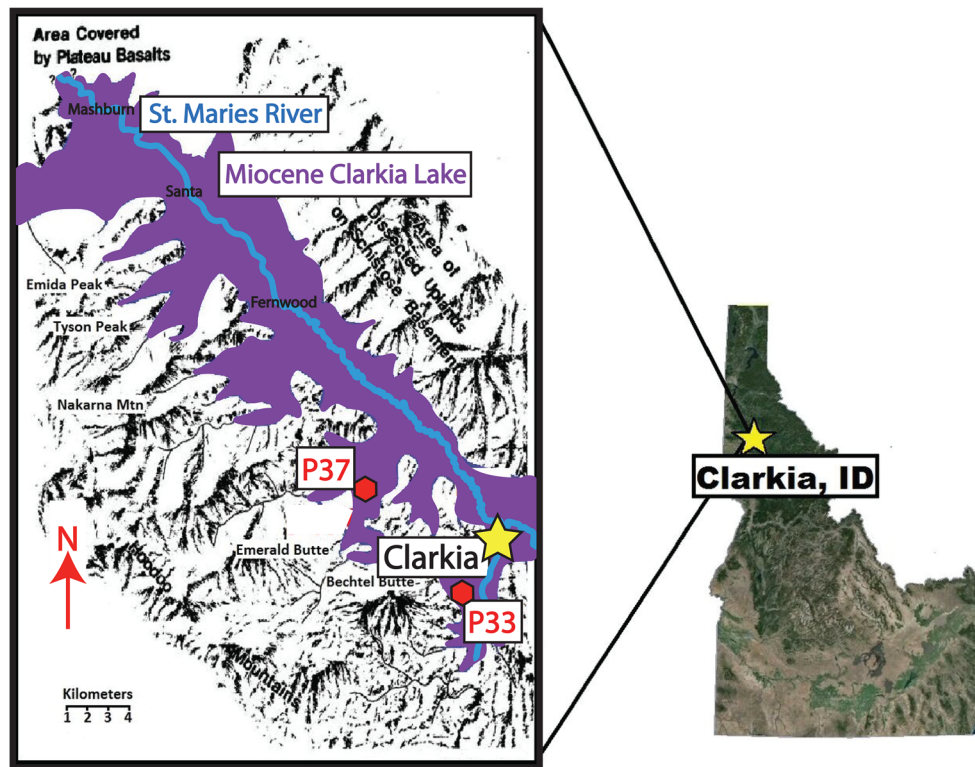 Area Covered
by Plateau Basalts
? ?
Mashburn
St. Maries River
Miocene Clarkia Lake
Santa
Area of
Dissected Uplands
on Schistose Basement
Emida Peak
Fernwood
Tyson Peak
Nakarna Mtn
P37
Clarkia, ID
N
Emerald Butte
Clarkia
Hoodoo
Bechtel Butte
P33
Mountains
Kilometers
1 2 3 4